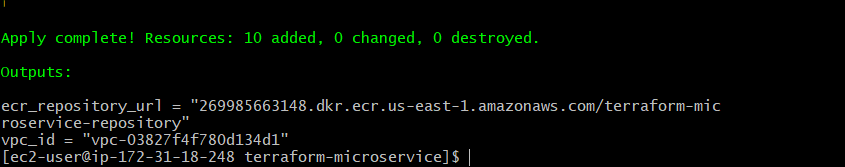 Apply complete! Resources: 10 added, 0 changed, 0 destroyed.
Outputs:
ecr_repository_url = "269985663148.dkr.ecr.us-east-1.amazonaws.com/terraform-mic
roservice-repository"
vpc_id = "vpc-03827f4f780d134d1"
[ec2-user@ip-172-31-18-248 terraform-microservice]$